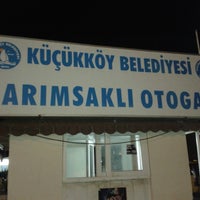 KÜÇÜKKÖY BELEDİYESİ
ARIMSAKLI OTOGA